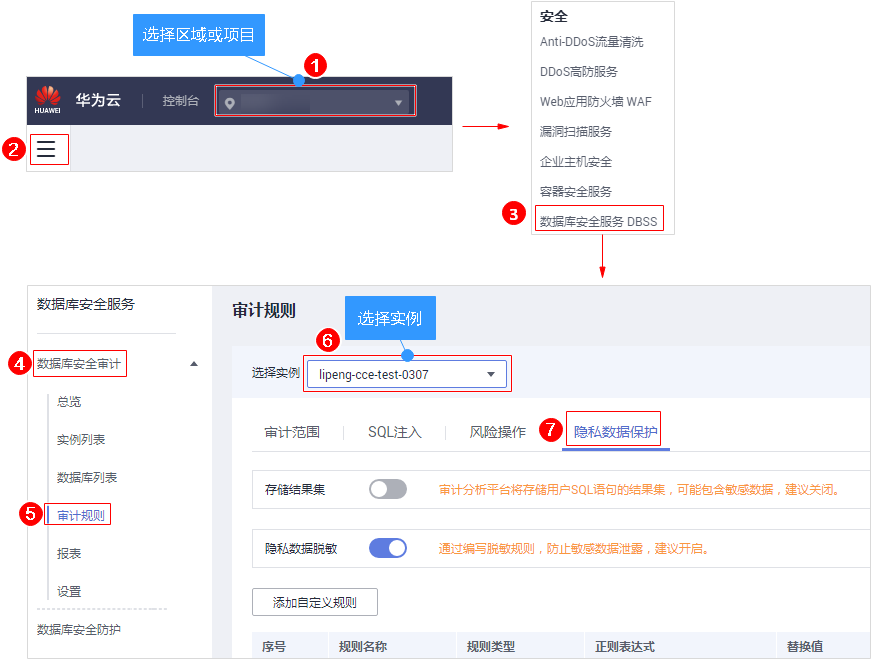 选择区域或项目
1
HUAWEI
华为云
控制台
2
安全
Anti-DDoS流量清洗
DDoS高防服务
Web应用防火墙 WAF
漏洞扫描服务
企业主机安全
容器安全服务
3
数据库安全服务 DBSS
数据库安全服务
4
数据库安全审计
总览
实例列表
数据库列表
5
审计规则
报表
设置
数据库安全防护
审计规则
选择实例
6
选择实例
lipeng-cce-test-0307
审计范围
SQL注入
风险操作
7
隐私数据保护
存储结果集
审计分析平台将存储用户SQL语句的结果集，可能包含敏感数据，建议关闭。
隐私数据脱敏
通过编写脱敏规则，防止敏感数据泄露，建议开启。
添加自定义规则
序号
规则名称
规则类型
正则表达式
替换值